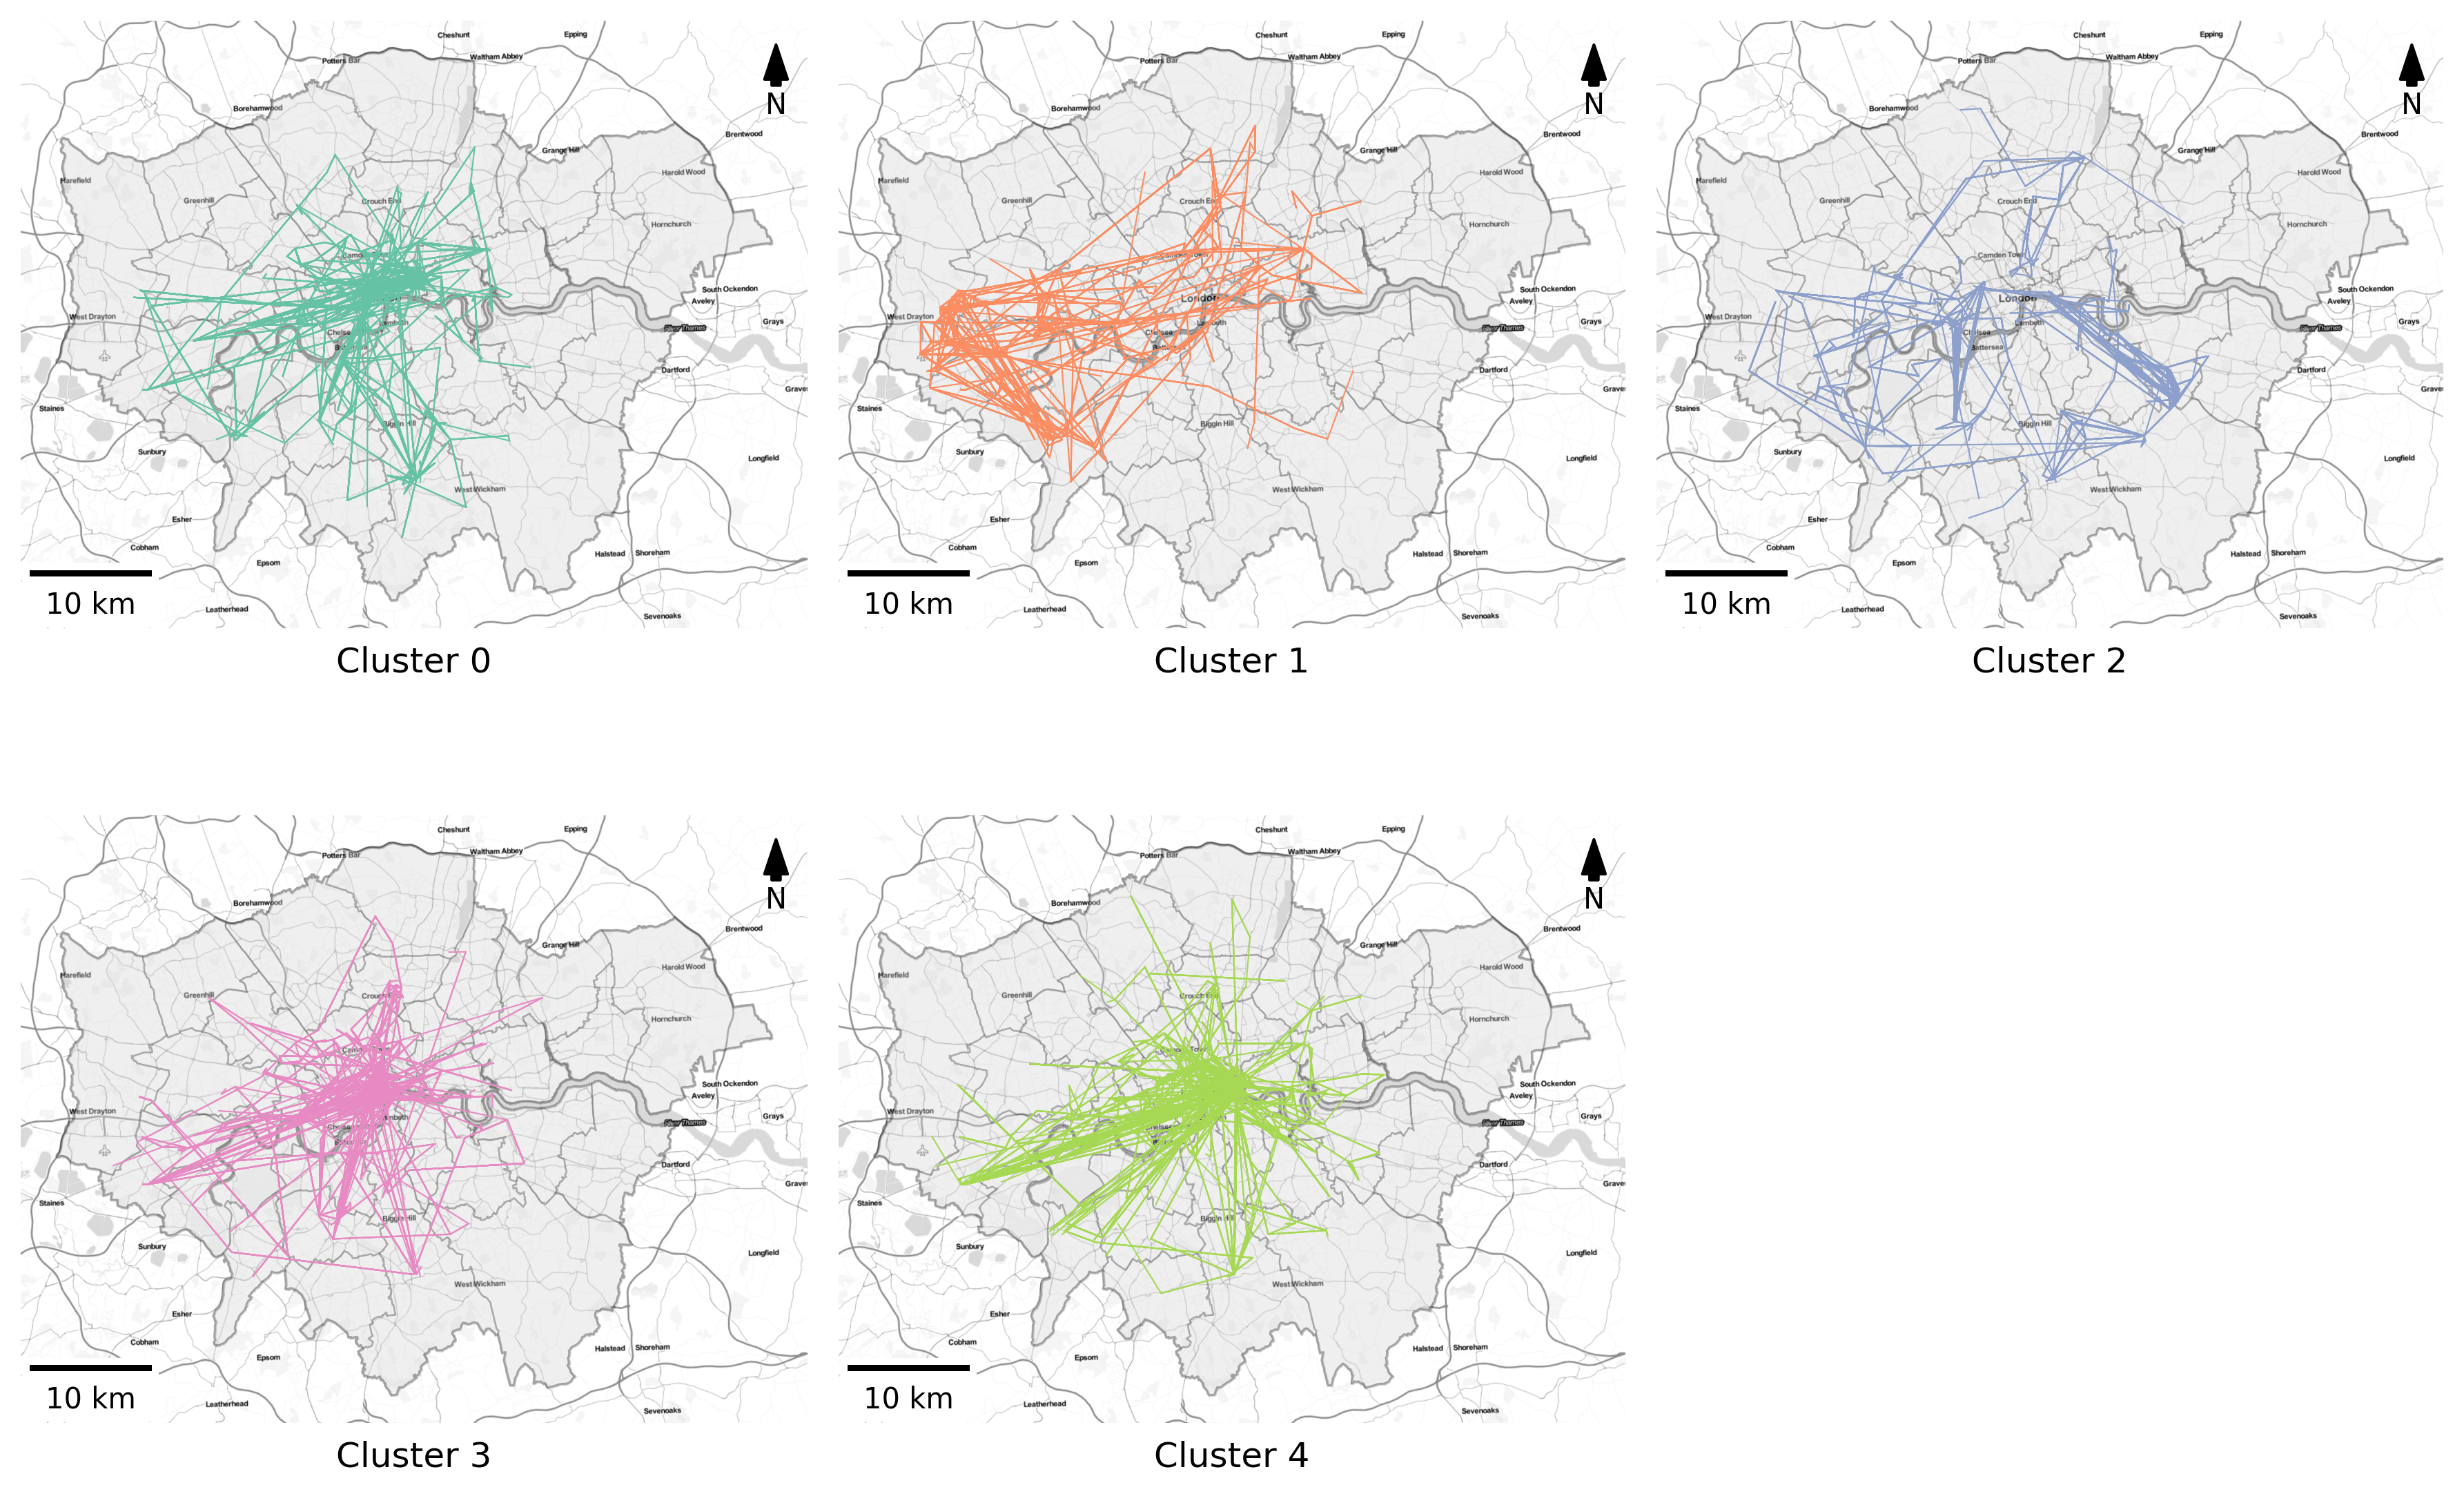 Cheshunt
Epping
Potters Bar
Waltham Abbey
Borehamwood
N
Brentwood
Grange Hill
Harefield
Harold Wood
Greenhill
Crouch End
Hornchurch
South Ockendon
Aveley
West Drayton
Grays
River Thames
Lambeth
Dartford
Staines
Biggin Hill
Sunbury
Longfield
West Wickham
Esher
Cobham
Halstead
Shoreham
Epsom
10 km
Leatherhead
Sevenoaks
Cluster 0
Cheshunt
Epping
Potters Bar
Waltham Abbey
Borehamwood
N
Brentwood
Grange Hill
Harefield
Harold Wood
Greenhill
Crouch End
Hornchurch
Camden Town
South Ockendon
London
Aveley
West Drayton
Grays
Lambeth
River Thames
Chelsea
Dartford
Staines
Biggin Hill
Sunbury
Longfield
West Wickham
Esher
Cobham
Halstead
Shoreham
Epsom
10 km
Leatherhead
Sevenoaks
Cluster 1
Cheshunt
Epping
Potters Bar
Waltham Abbey
Borehamwood
N
Brentwood
Grange Hill
Harefield
Harold Wood
Greenhill
Crouch End
Hornchurch
Camden Town
South Ockendon
London
Aveley
West Drayton
Grays
Lambeth
River Thames
Chelsea
Battersea
Dartford
Staines
Biggin Hill
Sunbury
Longfield
West Wickham
Esher
Cobham
Halstead
Shoreham
Epsom
10 km
Leatherhead
Sevenoaks
Cluster 2
Cheshunt
Epping
Potters Bar
Waltham Abbey
Borehamwood
N
Brentwood
Grange Hill
Harefield
Harold Wood
Greenhill
Hornchurch
South Ockendon
Aveley
West Drayton
Grays
River Thames
Dartford
Staines
Biggin Hill
Sunbury
Longfield
West Wickham
Esher
Cobham
Halstead
Shoreham
Epsom
10 km
Leatherhead
Sevenoaks
Cluster 3
Cheshunt
Epping
Potters Bar
Waltham Abbey
Borehamwood
N
Brentwood
Grange Hill
Harefield
Harold Wood
Greenhill
Hornchurch
South Ockendon
Aveley
West Drayton
Grays
River Thames
Chelsea
Dartford
Staines
Biggin Hill
Sunbury
Longfield
West Wickham
Esher
Cobham
Halstead
Shoreham
Epsom
10 km
Leatherhead
Sevenoaks
Cluster 4